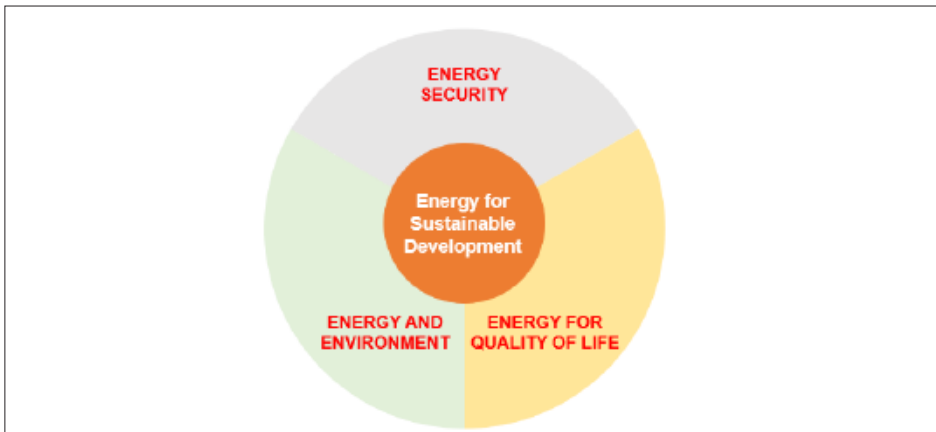 ENERGY
SECURITY
Energy for
Sustainable
Development
ENERGY AND
ENVIRONMENT
ENERGY FOR
QUALITY OF LIFE